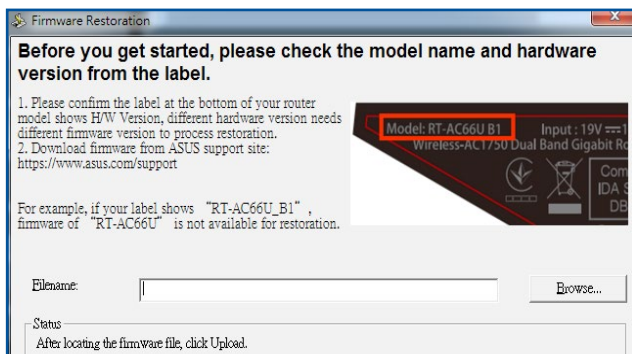 Firmware Restoration
Before you get started, please check the model name and hardware
version from the label.
1. Please confirm the label at the bottom of your router
model shows H/W Version, different hardware version needs
different firmware version to process restoration.
2. Download firmware from ASUS support site:
https://www.asus.com/support
For example, if your label shows “RT-AC66U_B1” ,
firmware of “RT-AC66U” is not available for restoration.
Model: RT-AC66U B1 Input : 19V
Wireless-AC1750 Dual Band Gigabit Ro
Com
IDA S
DB
Filename:
Browse...
Status
After locating the firmware file, click Upload.